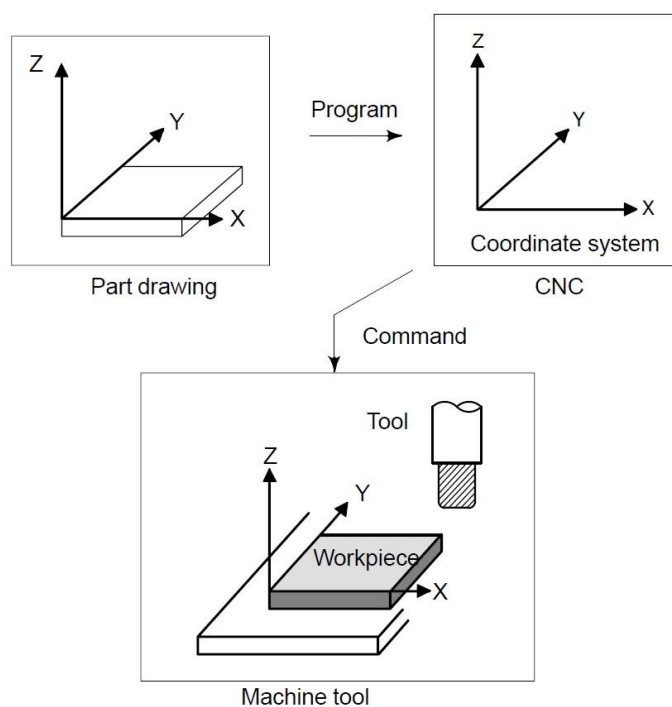 Z
Y
X
Part drawing
Program
Z
Y
X
Coordinate system
CNC
Command
Tool
Z
Y
Workpiece
X
Machine tool